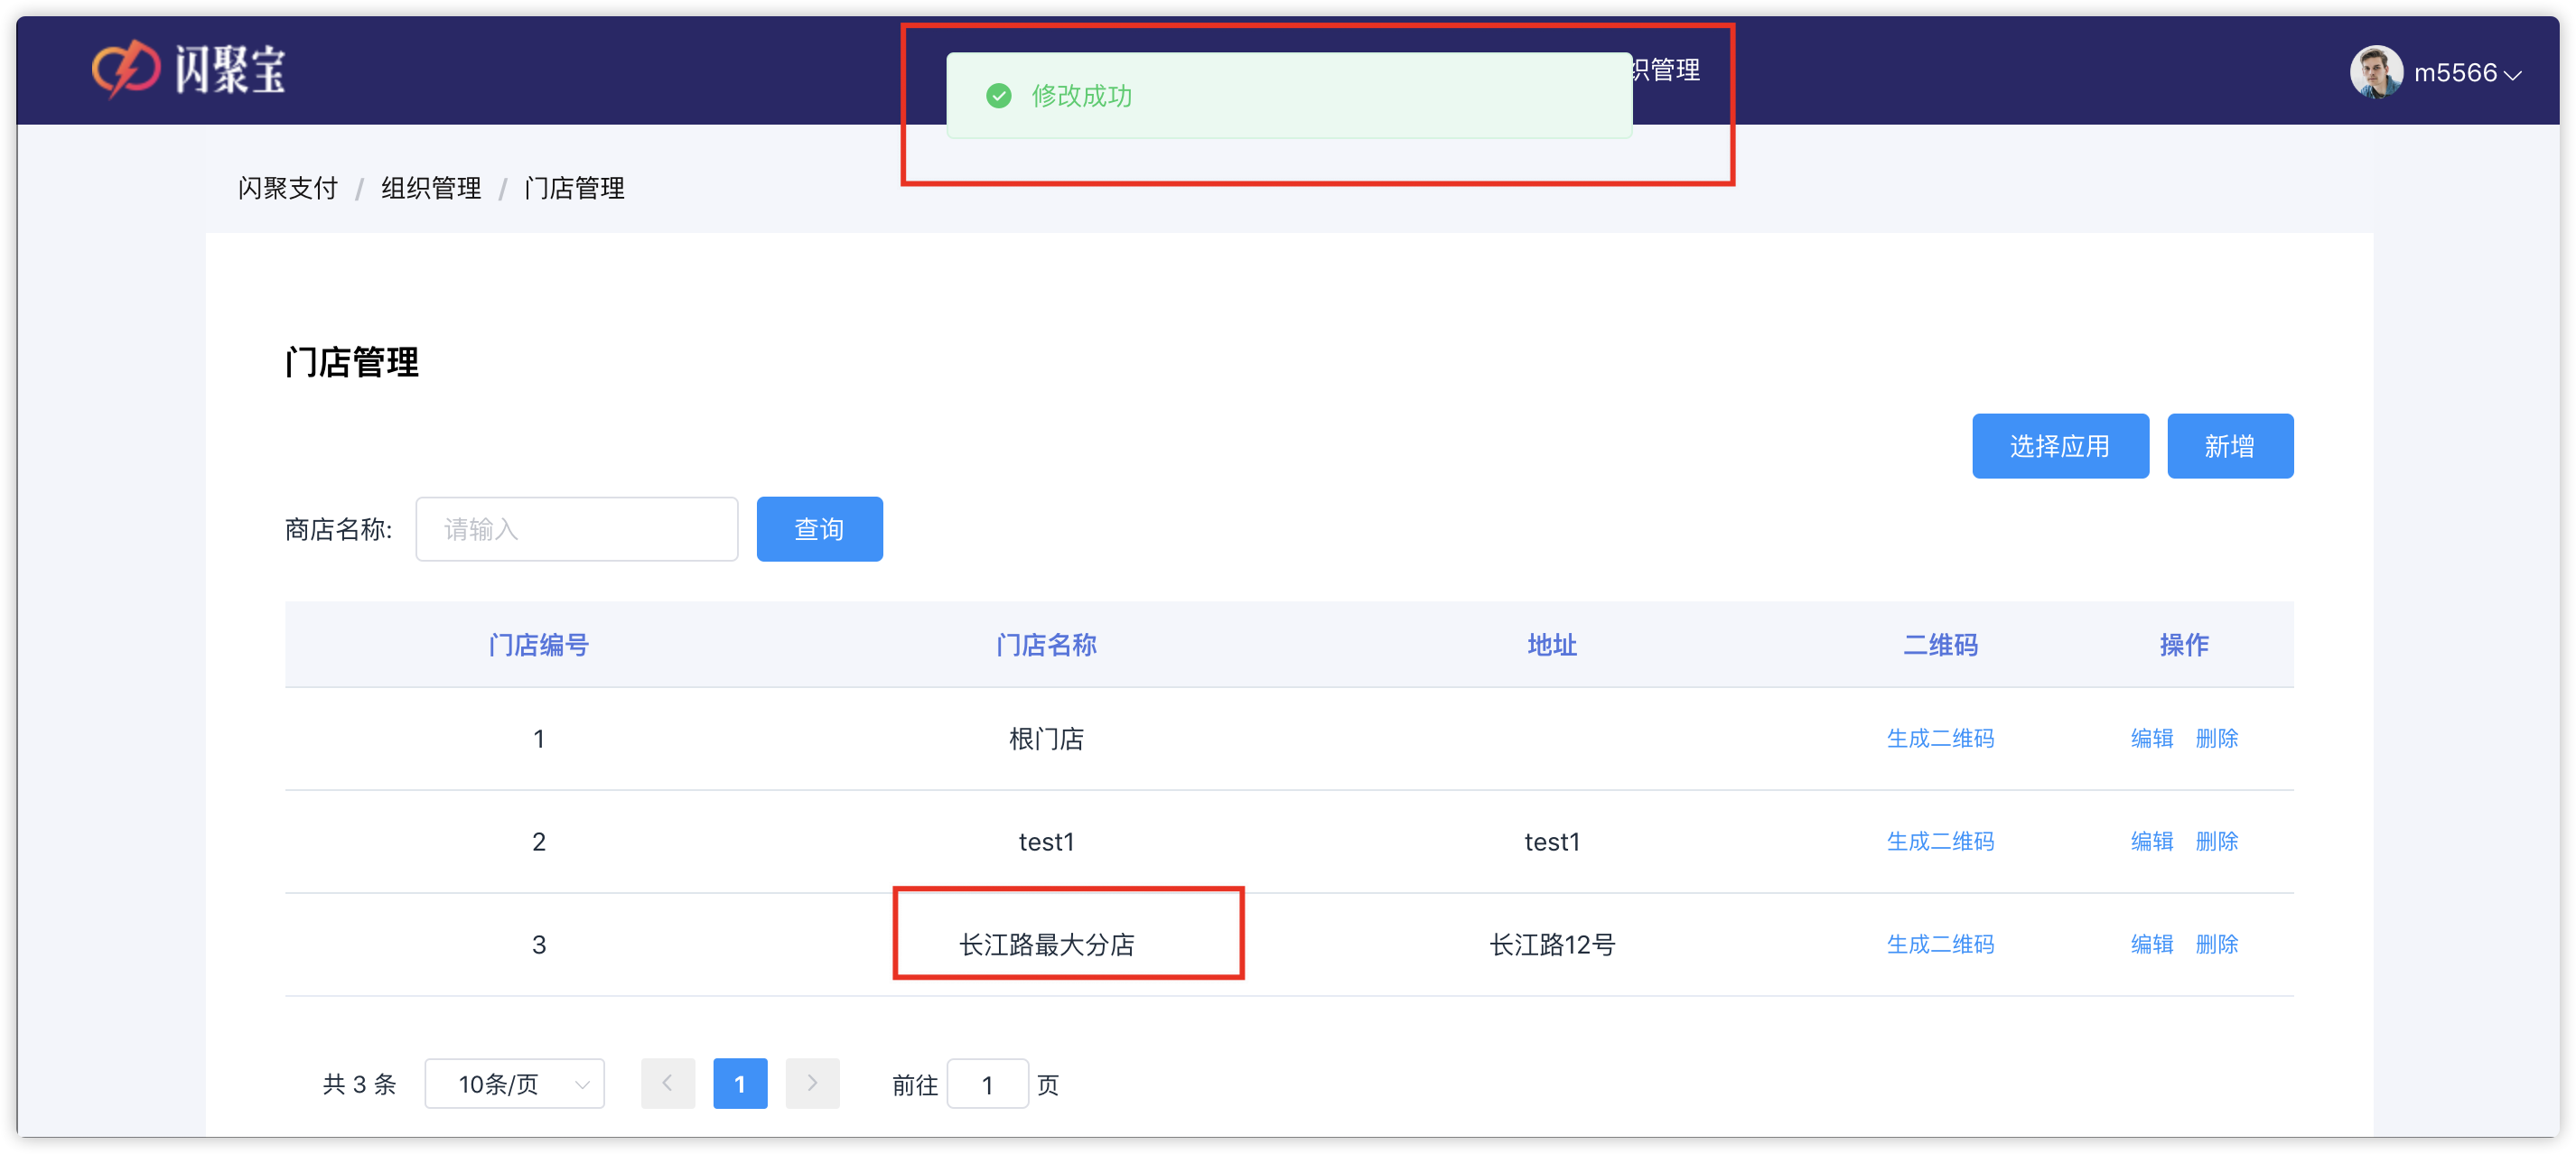 闪聚宝
修改成功
织管理
m5566
闪聚支付 / 组织管理 / 门店管理
门店管理
选择应用 新增
商店名称: 请输入 查询
门店编号 门店名称 地址 二维码 操作
1 根门店 生成二维码 编辑 删除
2 test1 test1 生成二维码 编辑 删除
3 长江路最大分店 长江路12号 生成二维码 编辑 删除
共 3 条 10条/页 1 前往 1 页